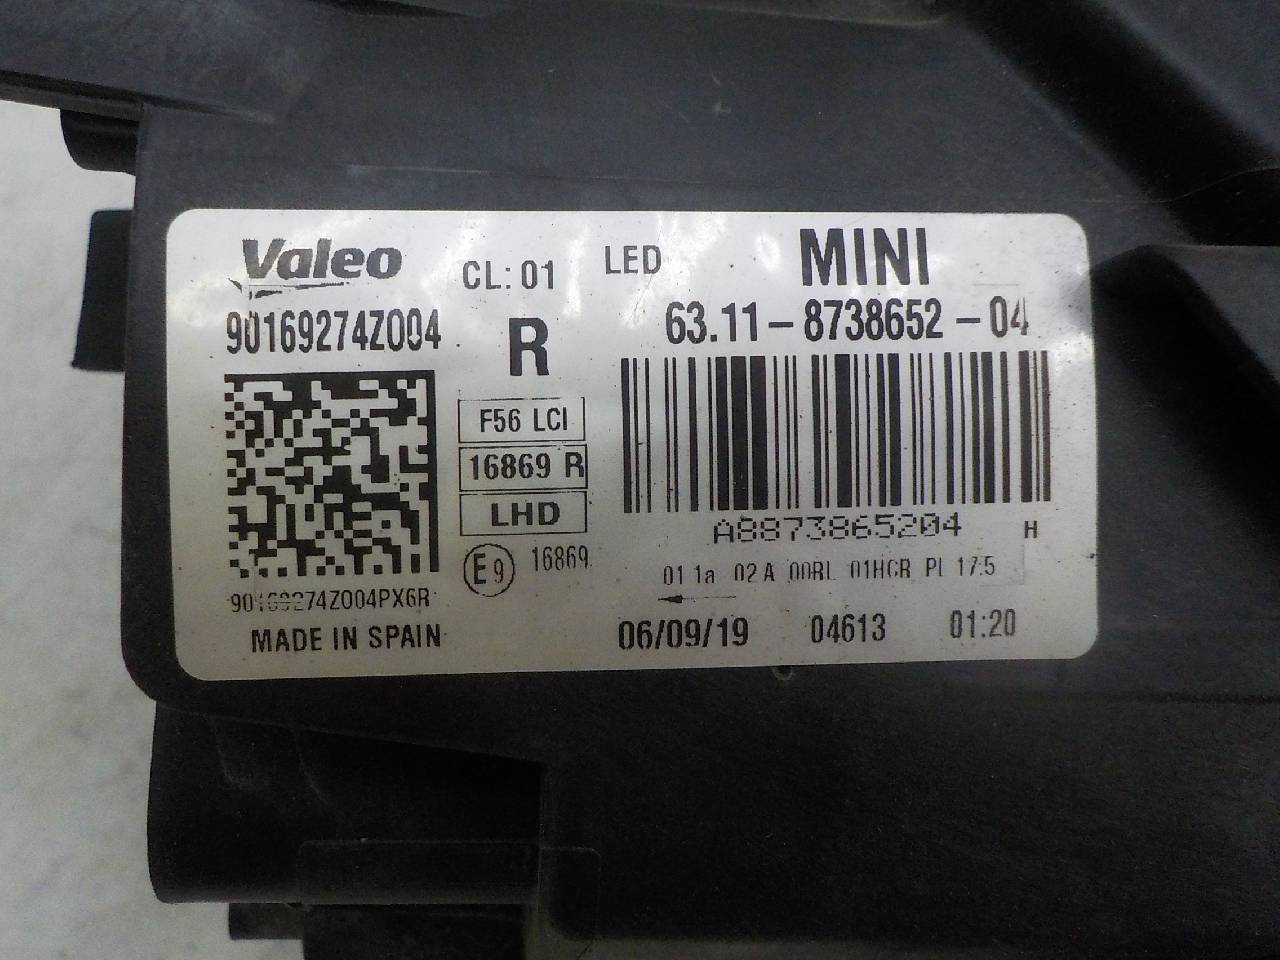 Valeo
CL: 01
LED
MINI
90169274Z004
R
63.11-8738652-04
F56 LCI
16869 R
LHD
E9
16869
A8873865204
H
01 1a 02A 00RL 01HCR PL 17.5
90169274Z004PX6R
MADE IN SPAIN
06/09/19
04613
01:20